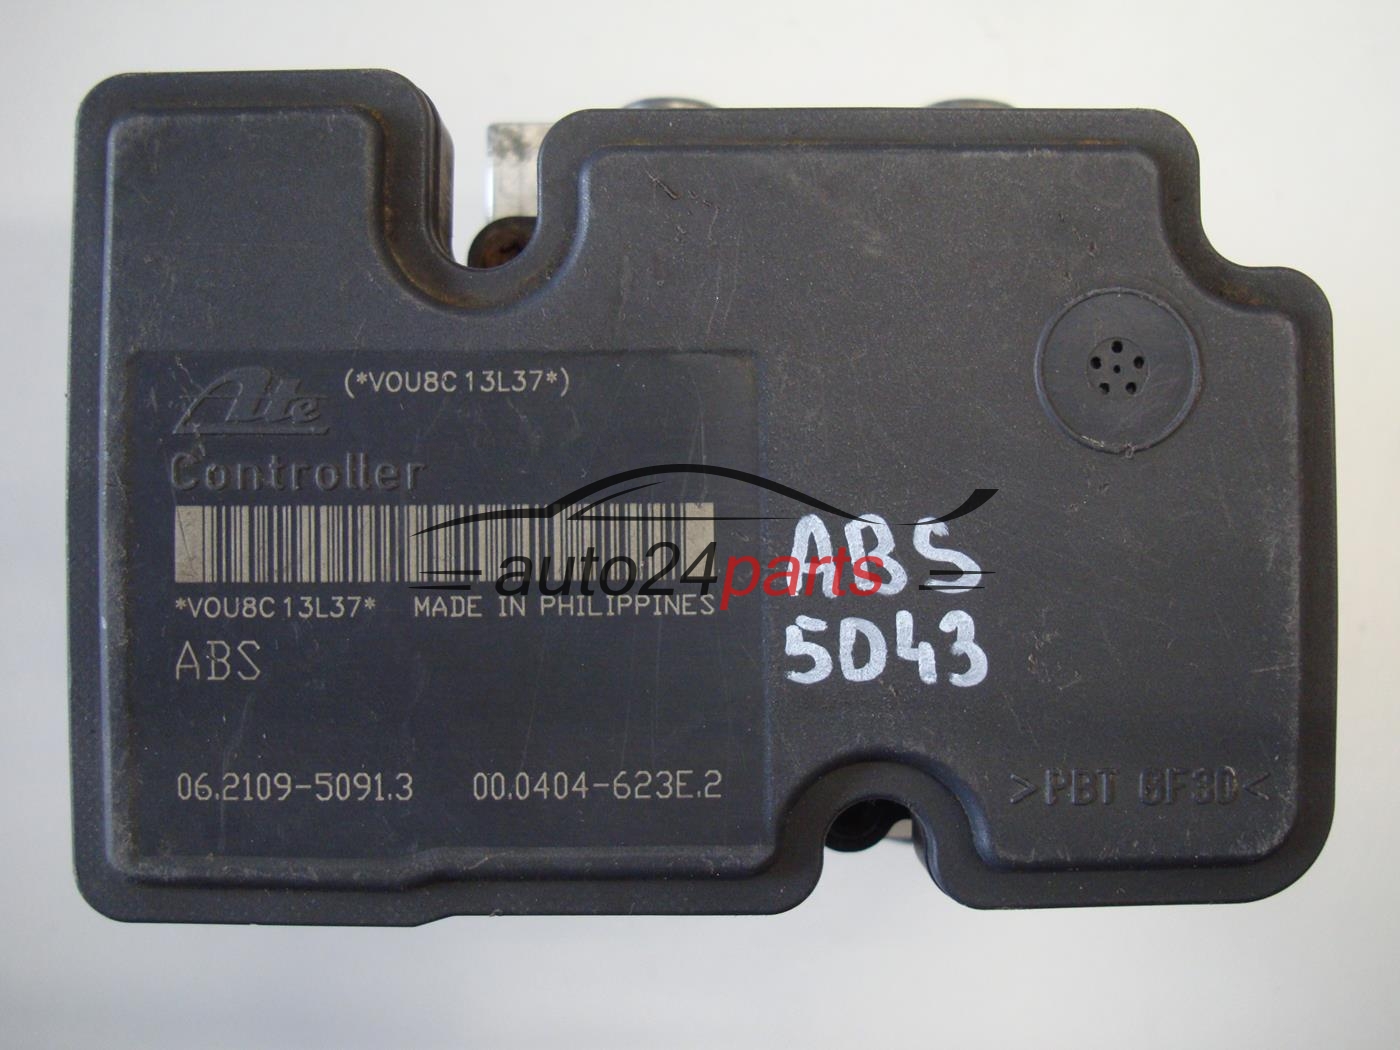 (*VOU8C13L37*)
Ate
Controller
auto24parts
*VOU8C13L37* MADE IN PHILIPPINES
ABS
06.2109-5091.3 00.0404-623E.2
ABS
5D43
>PBT GF30<